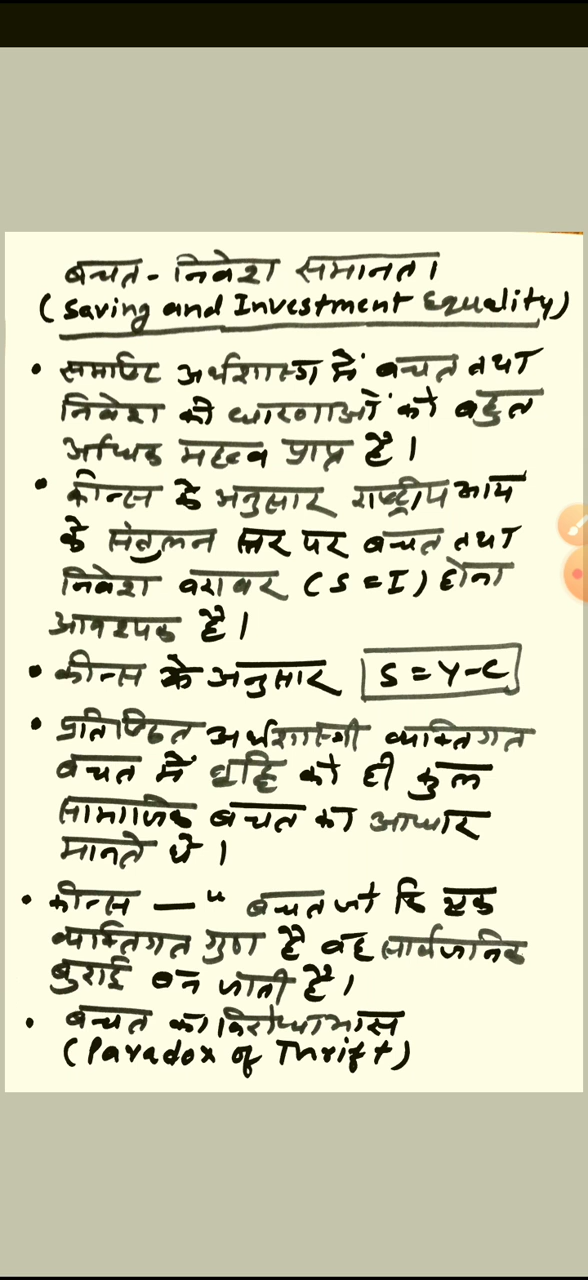 बचत - निवेश समानता।
(Saving and Investment Equality)
• समष्टि अर्थशास्त्र में बचत तथा
निवेश की धारणाओं को बहुत
अधिक महत्व प्राप्त है।
• कीन्स के अनुसार राष्ट्रीय आय
के संतुलन स्तर पर बचत तथा
निवेश बराबर (S=I) होना
आवश्यक है।
• कीन्स के अनुसार S=Y-C
• प्रतिष्ठित अर्थशास्त्री व्यक्तिगत
बचत में वृद्धि को ही कुल
सामाजिक बचत का आधार
मानते थे।
• कीन्स — " बचत जो कि एक
व्यक्तिगत गुण है वह सार्वजनिक
बुराई बन जाती है।
• बचत का विरोधाभास
(Paradox of Thrift)